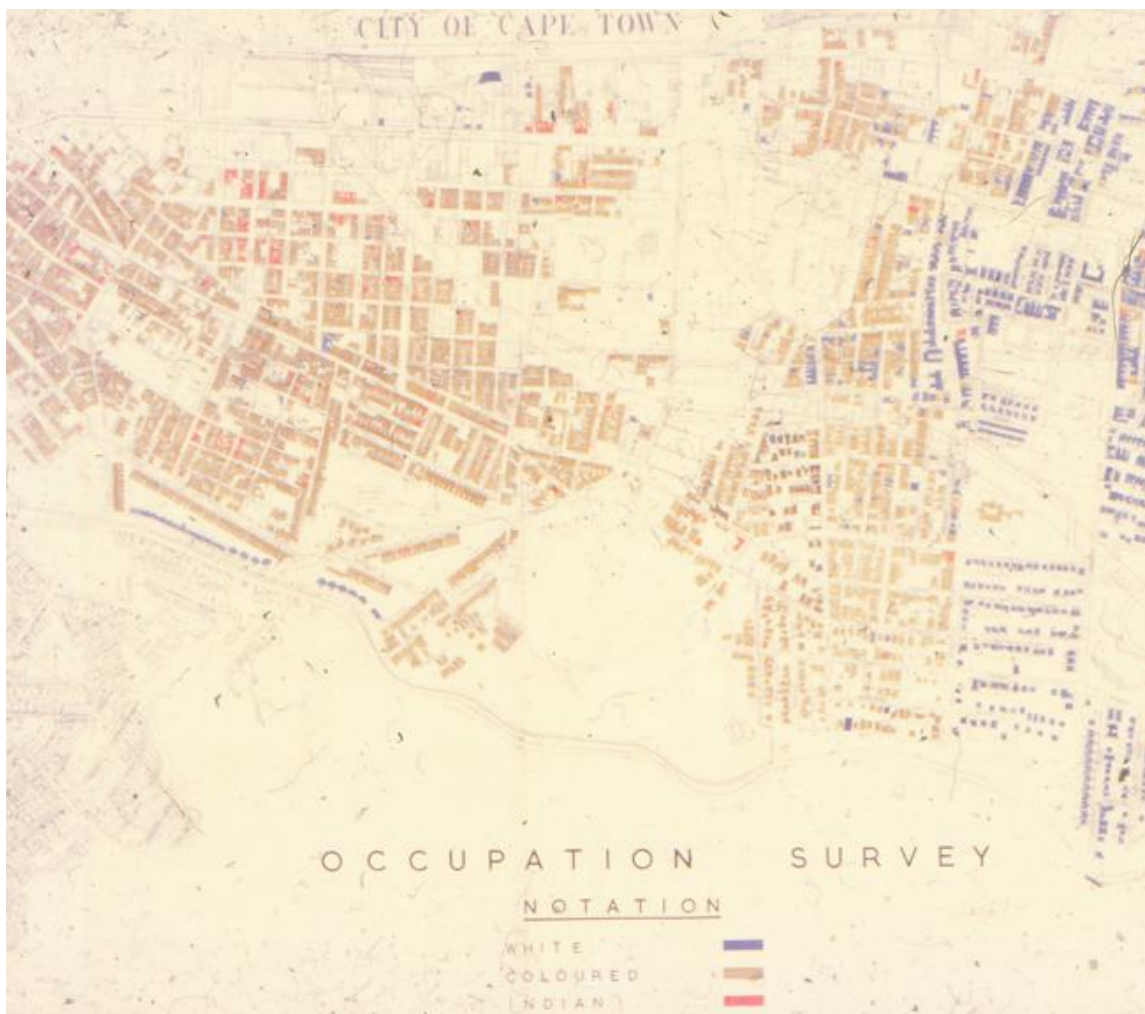 CITY OF CAPE TOWN
OCCUPATION SURVEY
NOTATION
WHITE
COLOURED
INDIAN